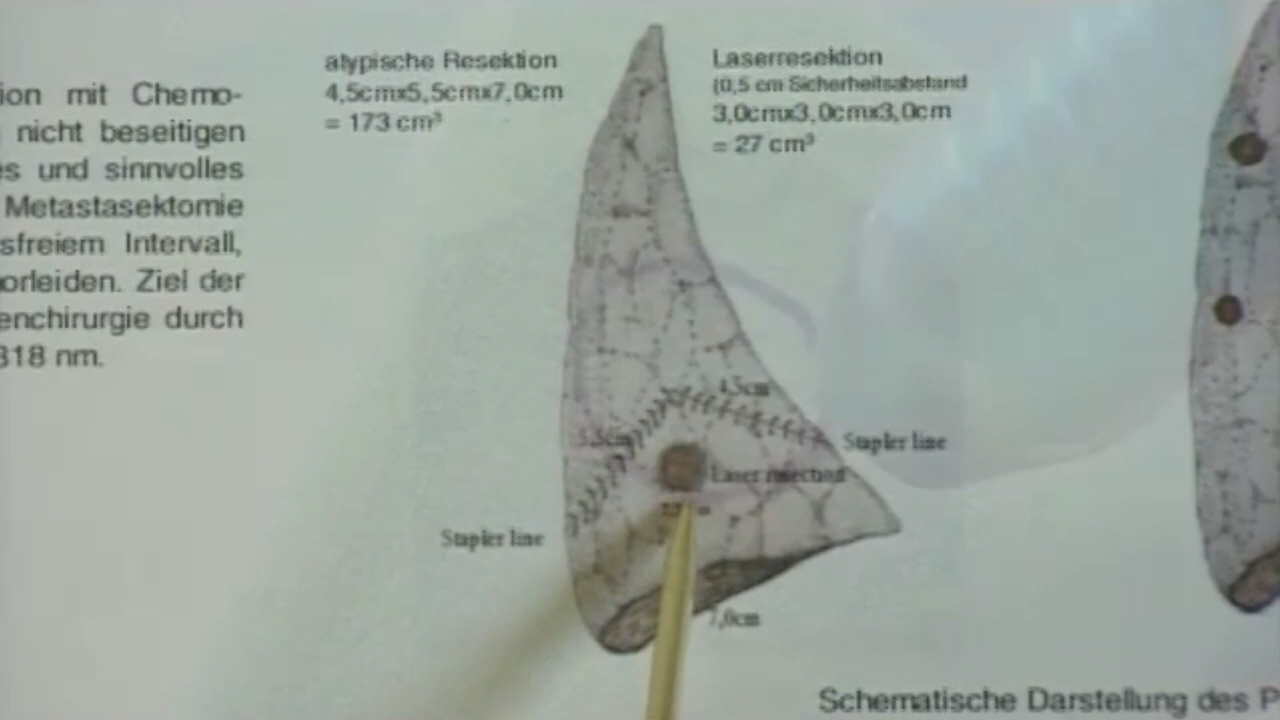 ion mit Chemo-
nicht beseitigen
es und sinnvolles
Metastasektomie
sfreiem Intervall,
orleiden. Ziel der
enchirurgie durch
318 nm.
atypische Resektion
4,5cmx5,5cmx7,0cm
= 173 cm³
Laserresektion
(0,5 cm Sicherheitsabstand
3,0cmx3,0cmx3,0cm
= 27 cm³
4,5cm
5,5cm
Stapler line
Laser resection
Stapler line
7,0cm
Schematische Darstellung des P